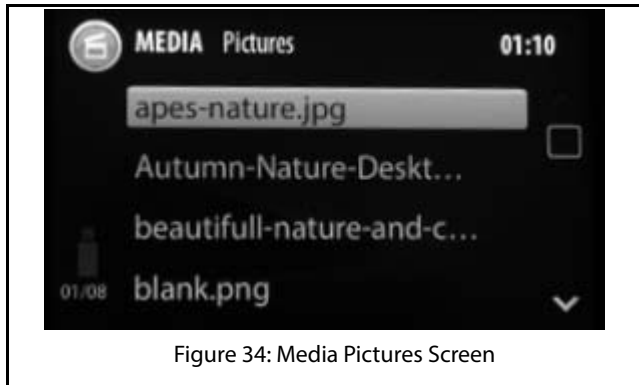 MEDIA Pictures 01:10
apes-nature.jpg
Autumn-Nature-Deskt...
beautifull-nature-and-c...
01/08 blank.png
Figure 34: Media Pictures Screen